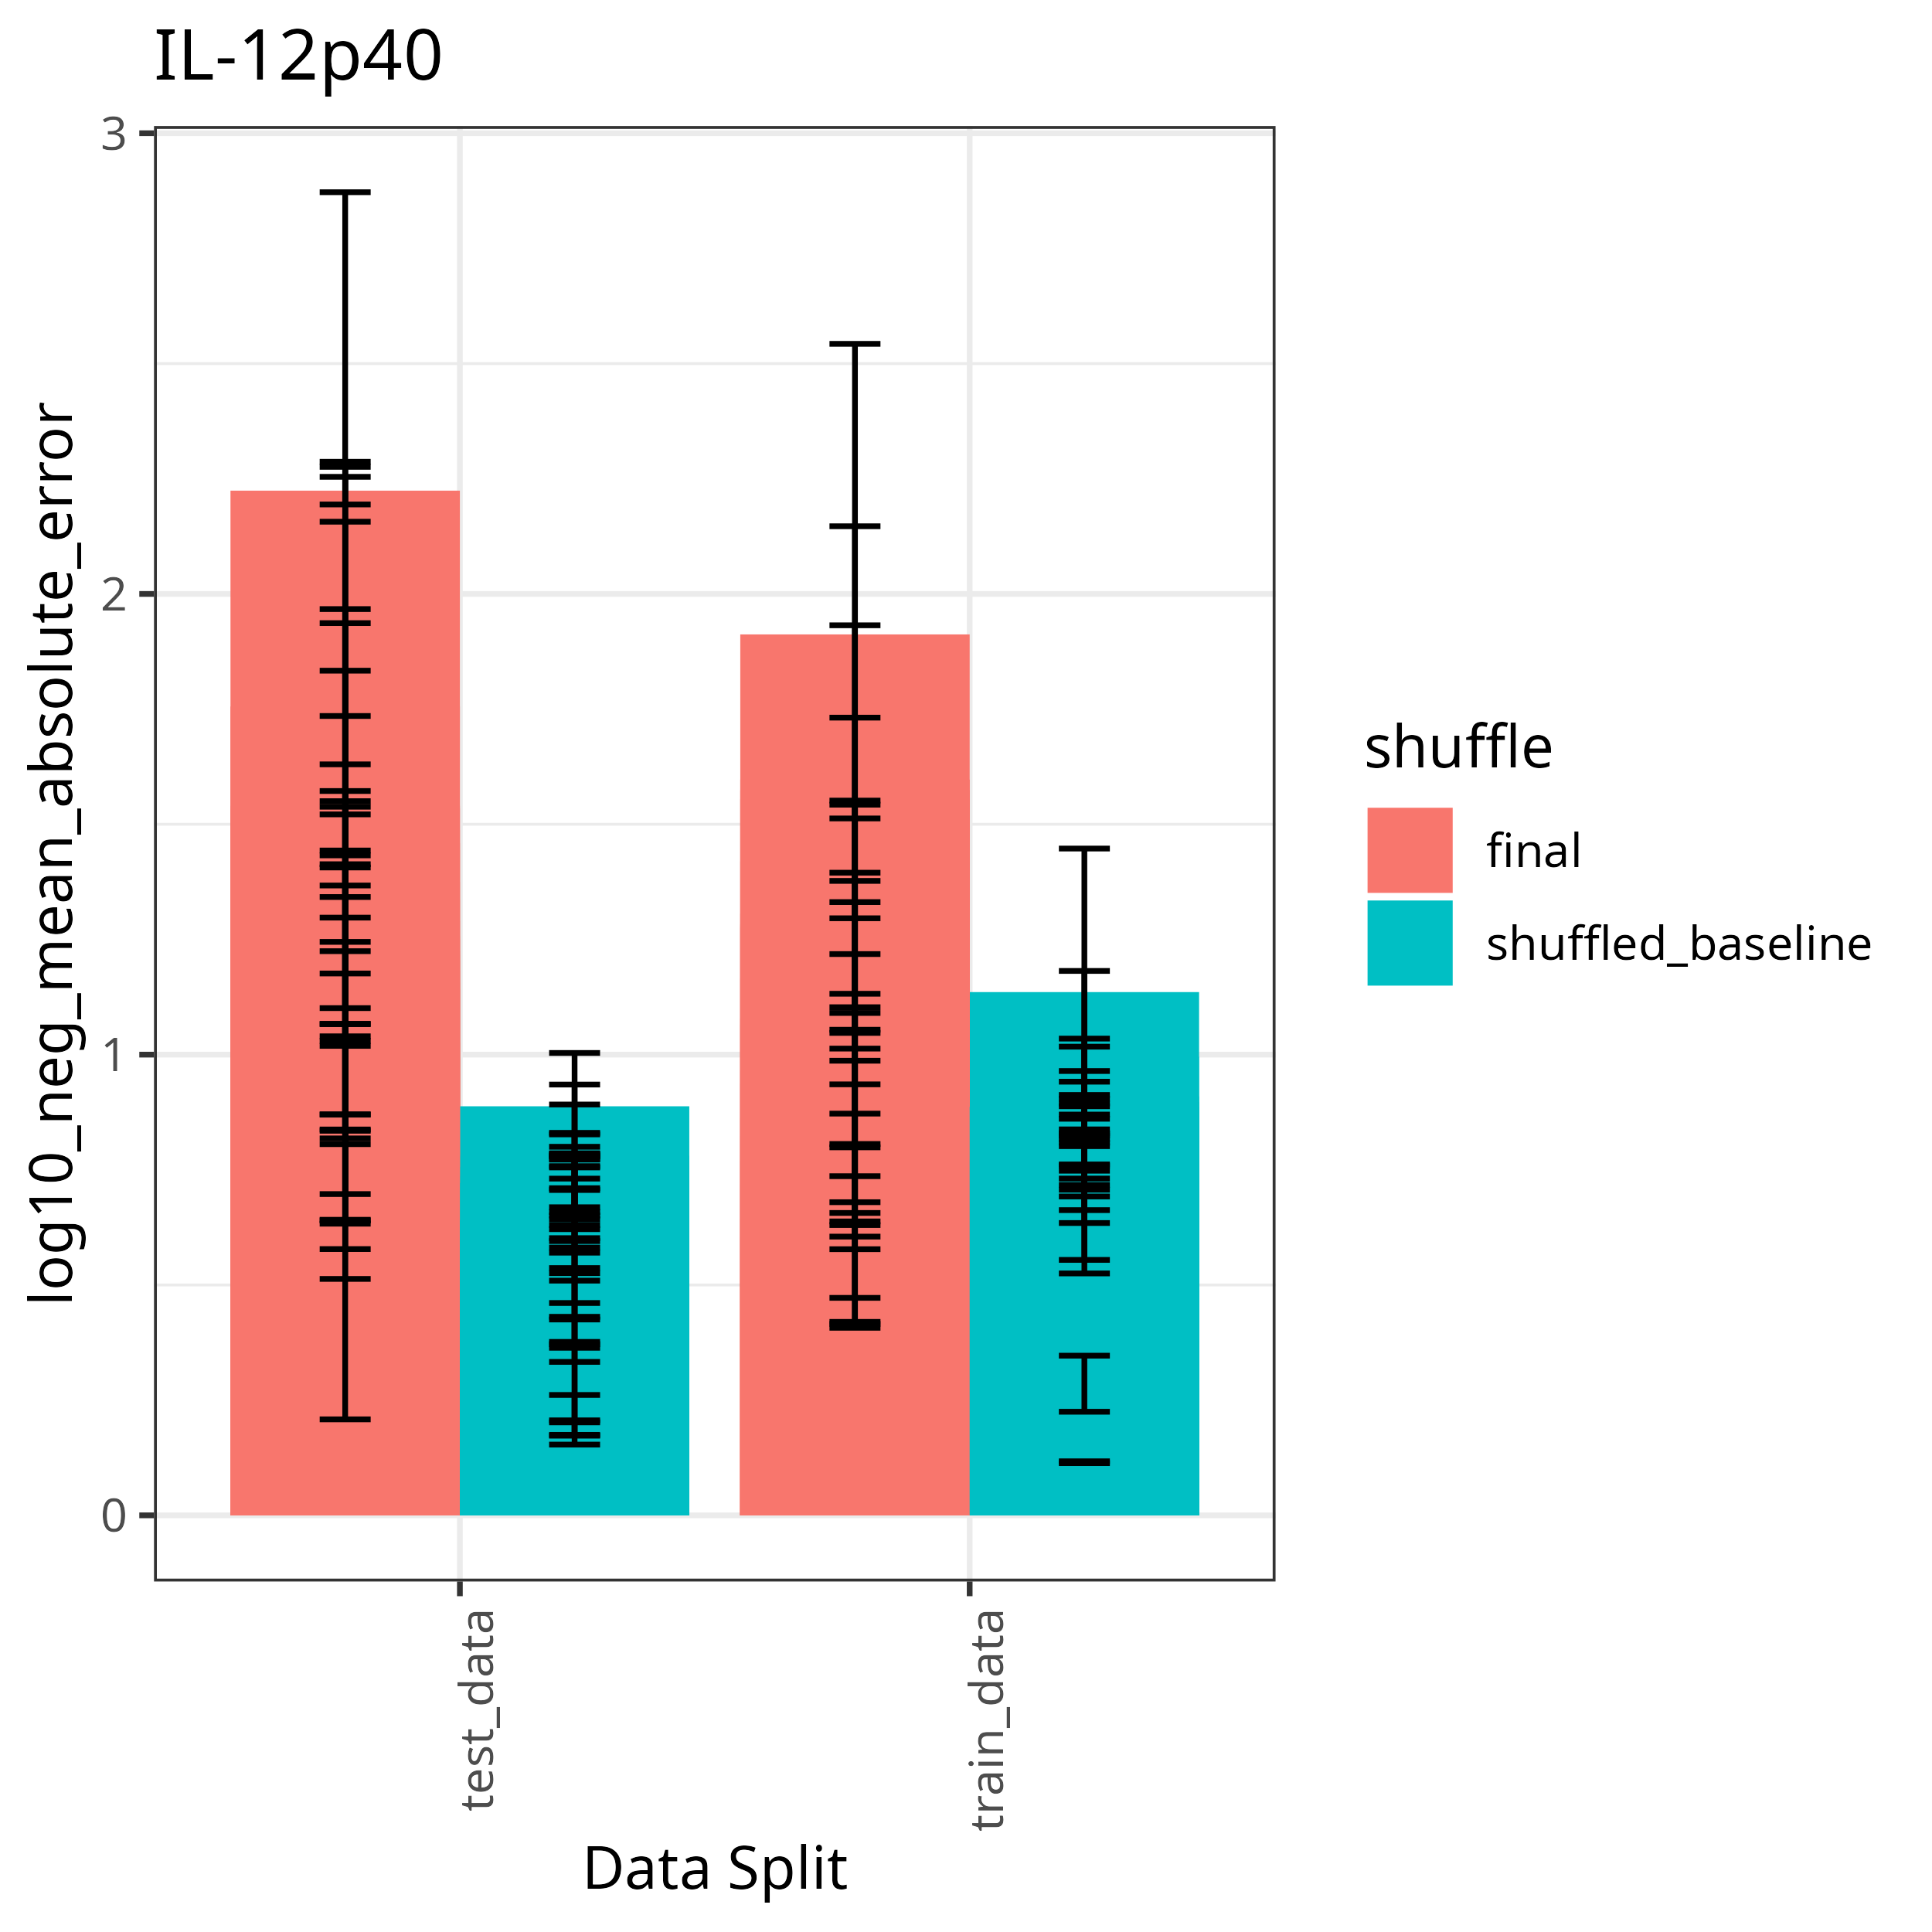 IL-12p40
log10_neg_mean_absolute_error
3
2
1
0
test_data
train_data
Data Split
shuffle
final
shuffled_baseline